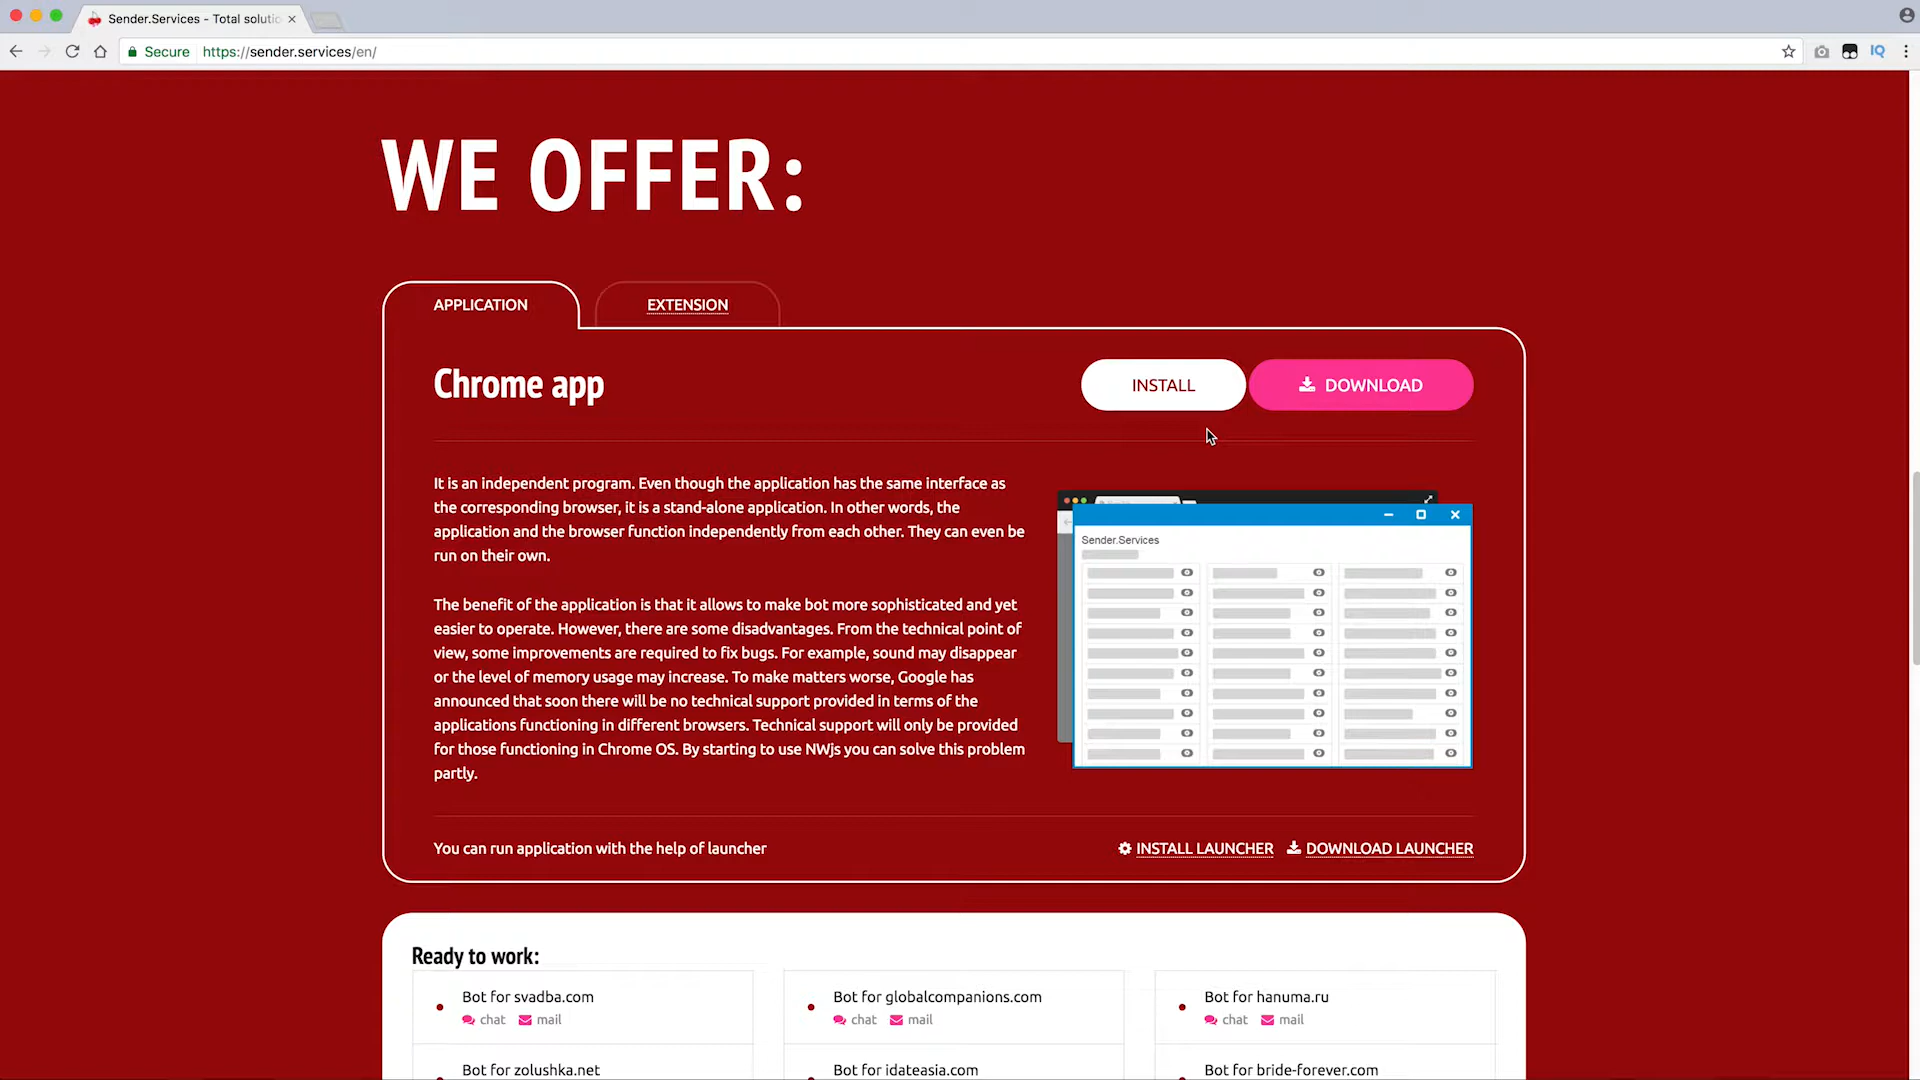 Sender.Services - Total solutio
Secure https://sender.services/en/
IQ
WE OFFER:
APPLICATION
EXTENSION
Chrome app
INSTALL
DOWNLOAD
It is an independent program. Even though the application has the same interface as
the corresponding browser, it is a stand-alone application. In other words, the
application and the browser function independently from each other. They can even be
run on their own.
The benefit of the application is that it allows to make bot more sophisticated and yet
easier to operate. However, there are some disadvantages. From the technical point of
view, some improvements are required to fix bugs. For example, sound may disappear
or the level of memory usage may increase. To make matters worse, Google has
announced that soon there will be no technical support provided in terms of the
applications functioning in different browsers. Technical support will only be provided
for those functioning in Chrome OS. By starting to use NWjs you can solve this problem
partly.
Sender.Services
You can run application with the help of launcher
INSTALL LAUNCHER
DOWNLOAD LAUNCHER
Ready to work:
Bot for svadba.com
chat mail
Bot for globalcompanions.com
chat mail
Bot for hanuma.ru
chat mail
Bot for zolushka.net
Bot for idateasia.com
Bot for bride-forever.com